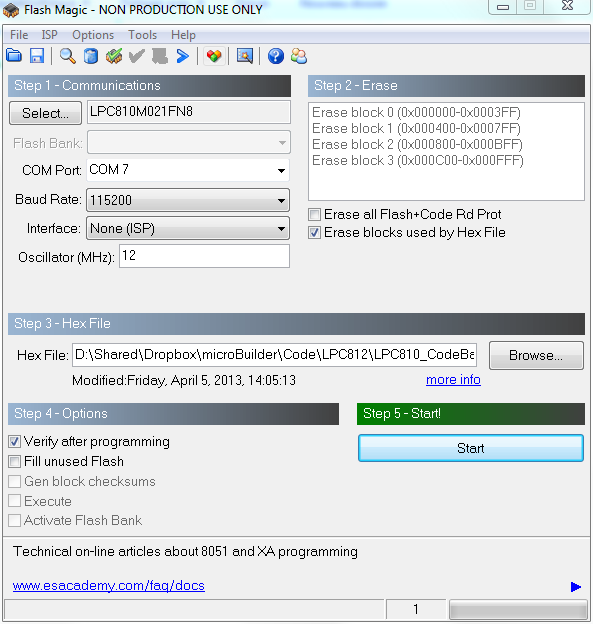 Flash Magic - NON PRODUCTION USE ONLY
File ISP Options Tools Help
Step 1 - Communications
Select... LPC810M021FN8
Flash Bank:
COM Port: COM 7
Baud Rate: 115200
Interface: None (ISP)
Oscillator (MHz): 12
Step 2 - Erase
Erase block 0 (0x000000-0x0003FF)
Erase block 1 (0x000400-0x0007FF)
Erase block 2 (0x000800-0x000BFF)
Erase block 3 (0x000C00-0x000FFF)
Erase all Flash+Code Rd Prot
Erase blocks used by Hex File
Step 3 - Hex File
Hex File: D:\Shared\Dropbox\microBuilder\Code\LPC812\LPC810_CodeBa Browse...
Modified:Friday, April 5, 2013, 14:05:13 more info
Step 4 - Options
Verify after programming
Fill unused Flash
Gen block checksums
Execute
Activate Flash Bank
Step 5 - Start!
Start
Technical on-line articles about 8051 and XA programming
www.esacademy.com/faq/docs
1